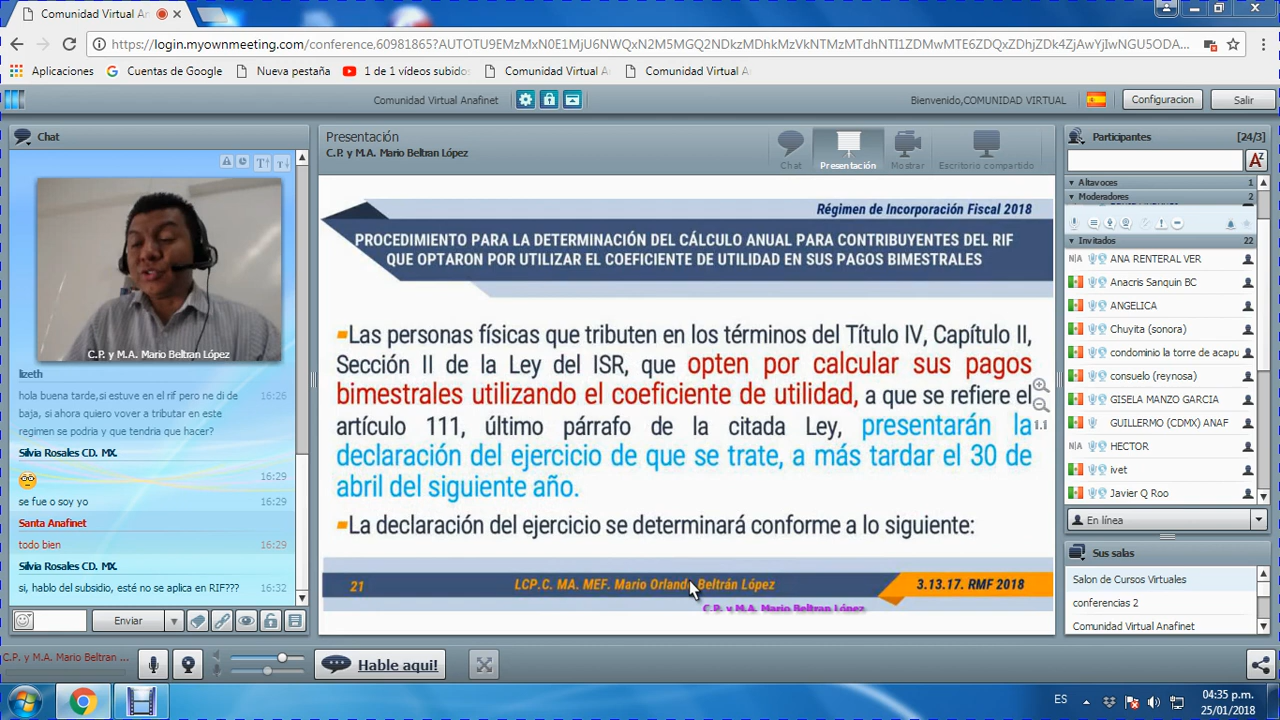 Comunidad Virtual Anafin
https://login.myownmeeting.com/conference,60981865?
Aplicaciones
Cuentas de Google
Nueva pestaña
1 de 1 vídeos subido
Comunidad Virtual A
Comunidad Virtual A
Comunidad Virtual Anafinet
Bienvenido,COMUNIDAD VIRTUAL
Configuracion
Salir
Chat
C.P. y M.A. Mario Beltran López
lizeth
hola buena tarde,si estuve en el rif pero ne di de 16:26
baja, si ahora quiero vover a tributar en este
regimen se podria y que tendria que hacer?
Silvia Rosales CD. MX.
16:29
se fue o soy yo 16:29
Santa Anafinet
todo bien 16:29
Silvia Rosales CD. MX.
si, hablo del subsidio, esté no se aplica en RIF??? 16:32
Enviar
Presentación
C.P. y M.A. Mario Beltran López
Chat
Presentación
Mostrar
Escritorio compartido
Régimen de Incorporación Fiscal 2018
PROCEDIMIENTO PARA LA DETERMINACIÓN DEL CÁLCULO ANUAL PARA CONTRIBUYENTES DEL RIF
QUE OPTARON POR UTILIZAR EL COEFICIENTE DE UTILIDAD EN SUS PAGOS BIMESTRALES
Las personas físicas que tributen en los términos del Título IV, Capítulo II,
Sección II de la Ley del ISR, que opten por calcular sus pagos
bimestrales utilizando el coeficiente de utilidad, a que se refiere el
artículo 111, último párrafo de la citada Ley, presentarán la
declaración del ejercicio de que se trate, a más tardar el 30 de
abril del siguiente año.
La declaración del ejercicio se determinará conforme a lo siguiente:
1.1
21
LCP.C. MA. MEF. Mario Orlando Beltrán López
3.13.17. RMF 2018
C.P. y M.A. Mario Beltran López
Participantes
[24/3]
Altavoces 1
Moderadores 2
Invitados 22
N/A ANA RENTERAL VER
Anacris Sanquin BC
ANGELICA
Chuyita (sonora)
condominio la torre de acapu
consuelo (reynosa)
GISELA MANZO GARCIA
GUILLERMO (CDMX) ANAF
N/A HECTOR
ivet
Javier Q Roo
En línea
Sus salas
Salon de Cursos Virtuales
conferencias 2
Comunidad Virtual Anafinet
C.P. y M.A. Mario Beltran ...
Hable aqui!
ES
04:35 p.m.
25/01/2018